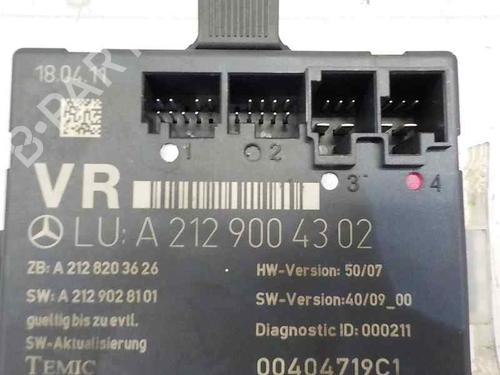 B-PARTS
18.04.11
1 2 3 4
VR
LU: A 212 900 43 02
ZB: A 212 820 36 26
HW-Version: 50/07
SW: A 212 902 81 01
SW-Version:40/09_00
gueltig bis zu evtl.
Diagnostic ID: 000211
SW-Aktualisierung
TEMIC
00404719C1